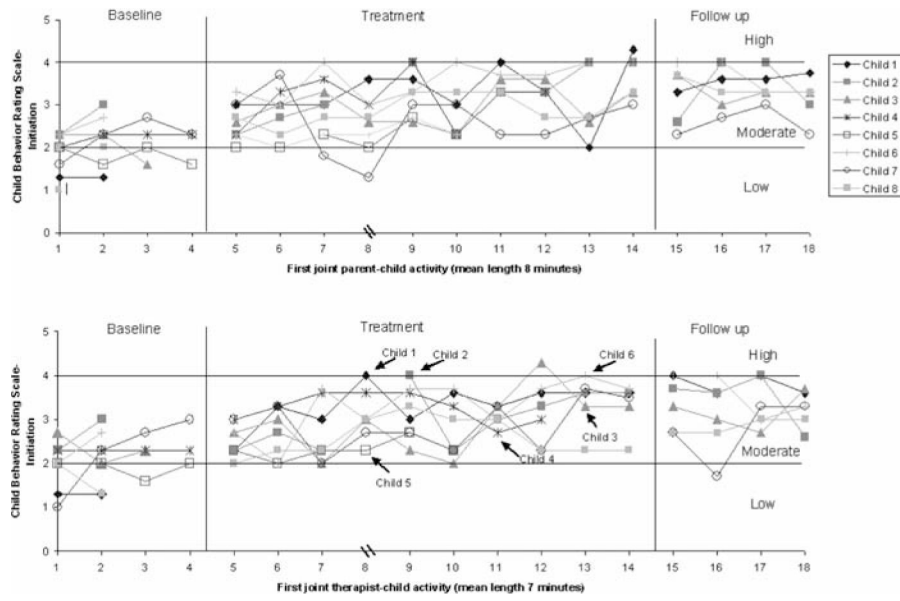 Baseline Treatment Follow up
5
High
4
3
Moderate
2
Low
1
0
Child Behavior Rating Scale-
Initiation
1 2 3 4 5 6 7 8 9 10 11 12 13 14 15 16 17 18
First joint parent-child activity (mean length 8 minutes)
Child 1
Child 2
Child 3
Child 4
Child 5
Child 6
Child 7
Child 8
Baseline Treatment Follow up
5
Child 1 Child 2 Child 6 High
4
3
Child 3
Moderate
Child 4
2
Child 5
Low
1
0
Child Behavior Rating Scale-
Initiation
1 2 3 4 5 6 7 8 9 10 11 12 13 14 15 16 17 18
First joint therapist-child activity (mean length 7 minutes)